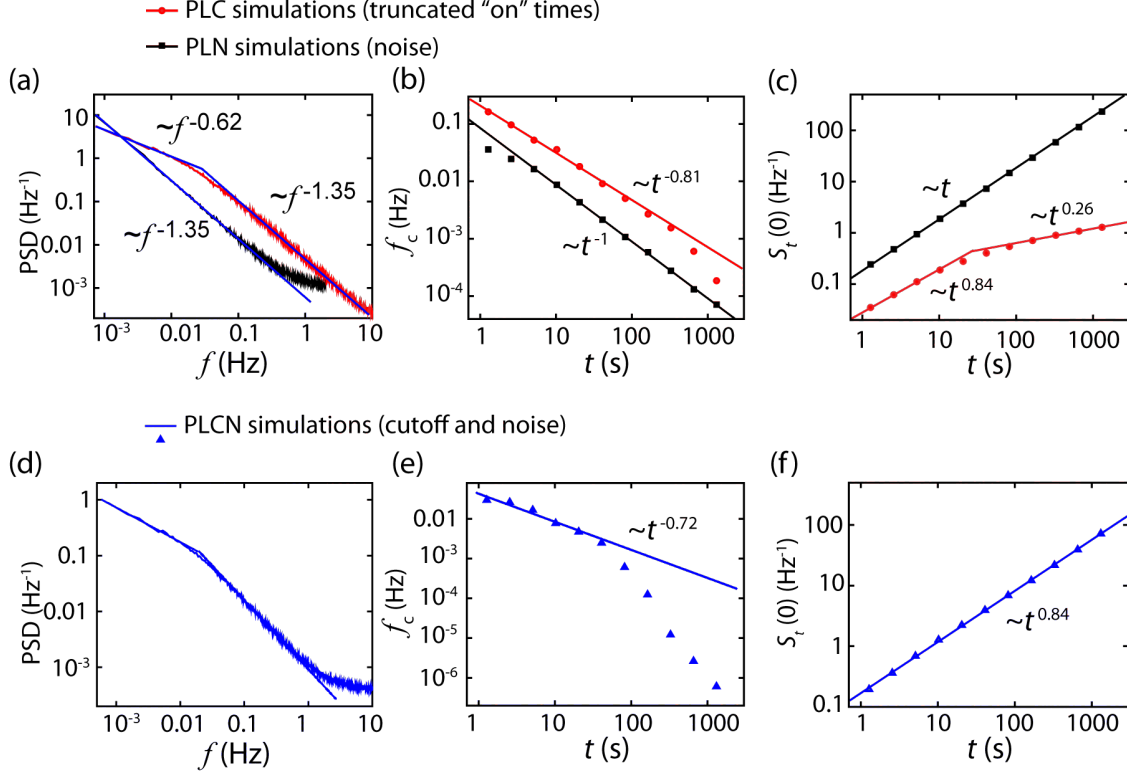 PLC simulations (truncated “on” times)
PLN simulations (noise)
(a)
10
1
0.1
0.01
10⁻³
PSD (Hz⁻¹)
~f⁻⁰·⁶²
~f⁻¹·³⁵
~f⁻¹·³⁵
10⁻³ 0.01 0.1 1 10
f (Hz)
(b)
0.1
0.01
10⁻³
10⁻⁴
f_c (Hz)
~t⁻⁰·⁸¹
~t⁻¹
1 10 100 1000
t (s)
(c)
100
10
1
0.1
S_t (0) (Hz⁻¹)
~t
~t⁰·²⁶
~t⁰·⁸⁴
1 10 100 1000
t (s)
PLCN simulations (cutoff and noise)
(d)
1
0.1
0.01
10⁻³
PSD (Hz⁻¹)
10⁻³ 0.01 0.1 1 10
f (Hz)
(e)
0.01
10⁻³
10⁻⁴
10⁻⁵
10⁻⁶
f_c (Hz)
~t⁻⁰·⁷²
1 10 100 1000
t (s)
(f)
100
10
1
0.1
S_t (0) (Hz⁻¹)
~t⁰·⁸⁴
1 10 100 1000
t (s)